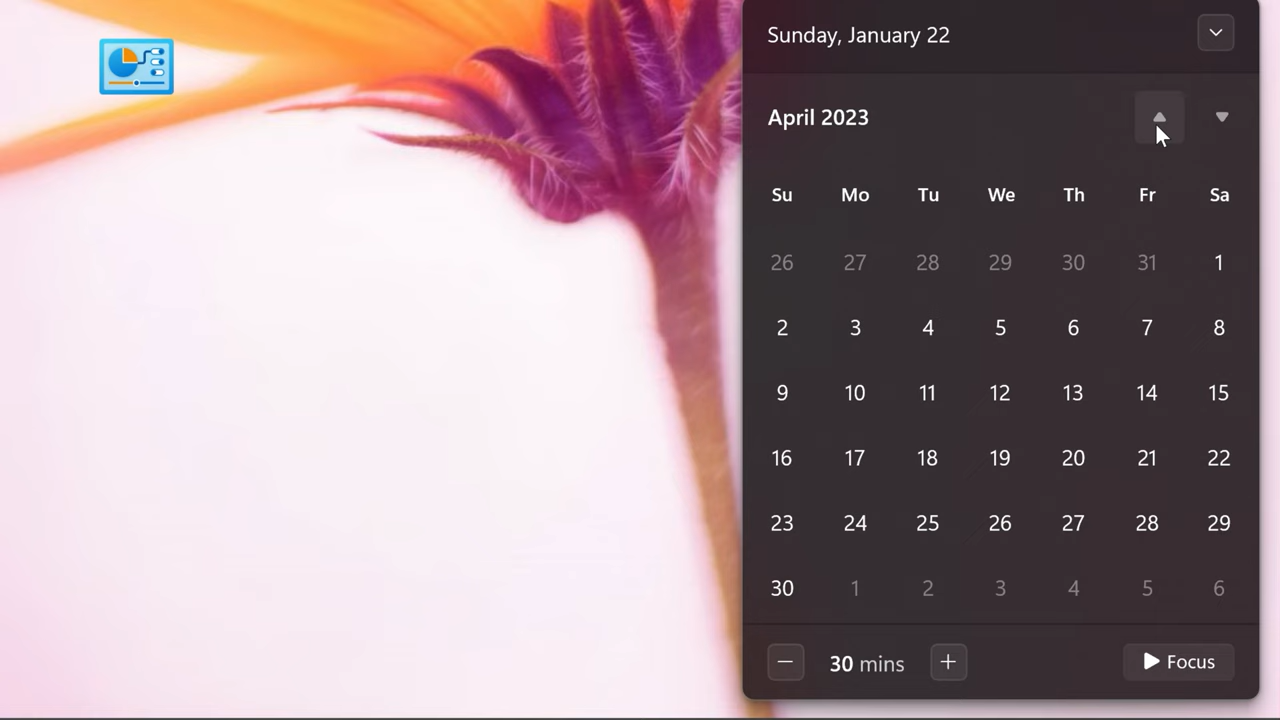 Sunday, January 22
April 2023
Su Mo Tu We Th Fr Sa
26 27 28 29 30 31 1
2 3 4 5 6 7 8
9 10 11 12 13 14 15
16 17 18 19 20 21 22
23 24 25 26 27 28 29
30 1 2 3 4 5 6
30 mins Focus